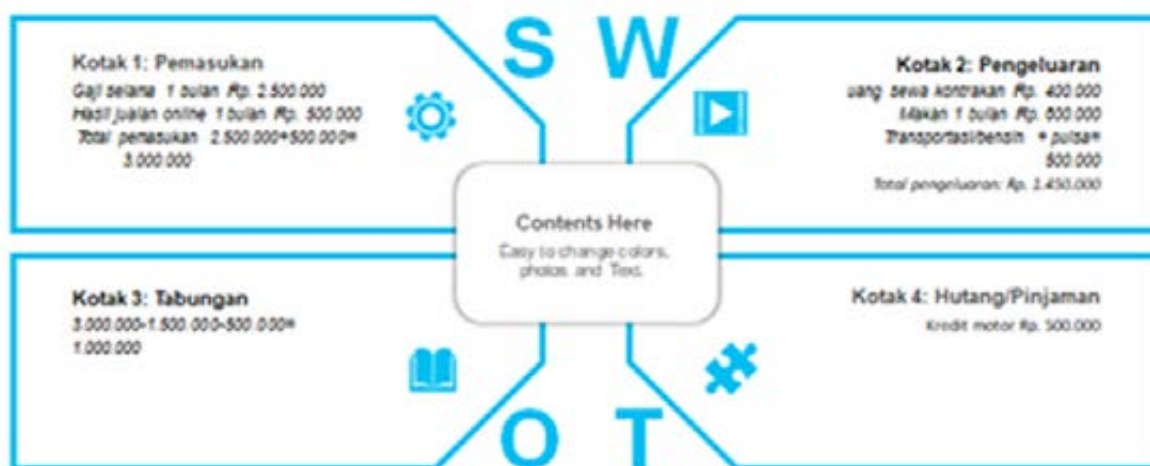 S W
Kotak 1: Pemasukan
Gaji selama 1 bulan Rp. 2.500.000
Hasil jualan online 1 bulan Rp. 500.000
Total pemasukan 2.500.000+500.000=
3.000.000
Kotak 2: Pengeluaran
uang sewa kontrakan Rp. 400.000
Makan 1 bulan Rp. 600.000
Transportasi/bensin + pulsa=
500.000
Total pengeluaran: Rp.
Contents Here
Easy to change colors,
photos and Text.
Kotak 3: Tabungan
3.000.000-1.500.000-500.000=
1.000.000
Kotak 4: Hutang/Pinjaman
Kredit motor Rp. 500.000
O T